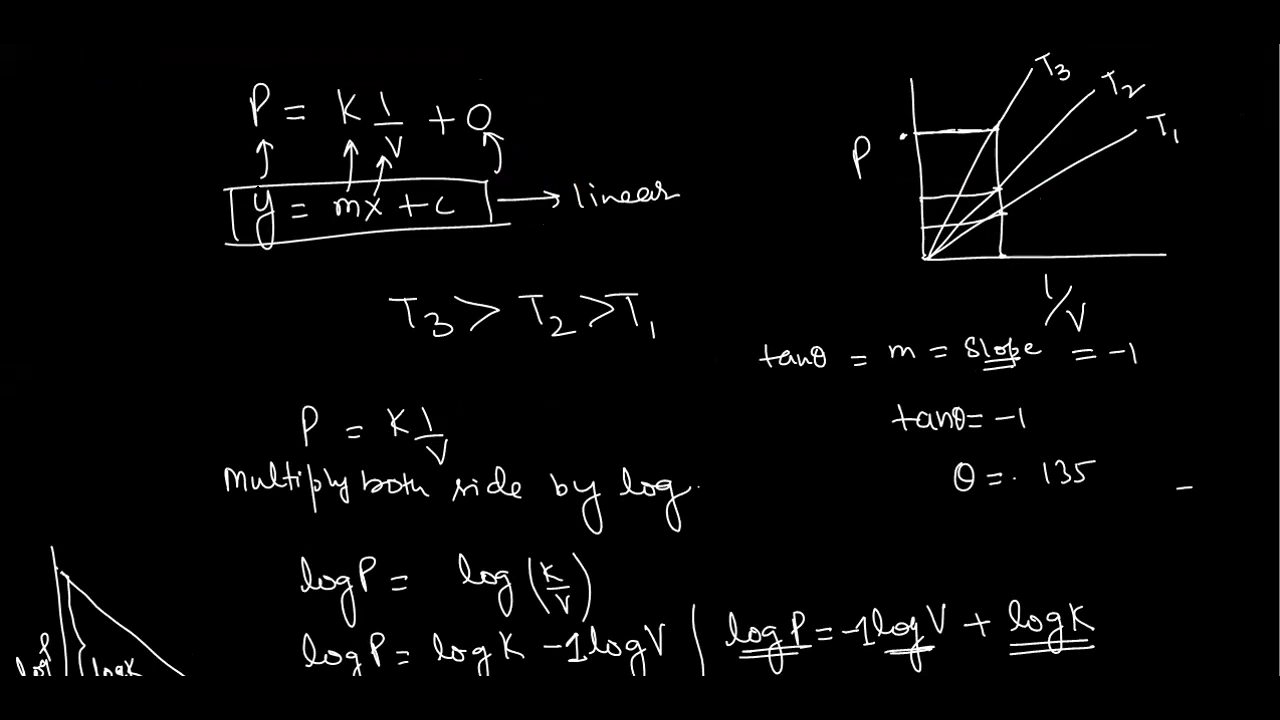 P = K 1/V + 0
y = mx + c → linear
T3 > T2 > T1
P = K 1/V
Multiply both side by log.
log P = log (K/V)
log P = log K - 1 log V | log P = -1 log V + log K
log P
log K
T3
T2
T1
P
1/V
tanθ = m = slope = -1
tanθ = -1
θ = . 135